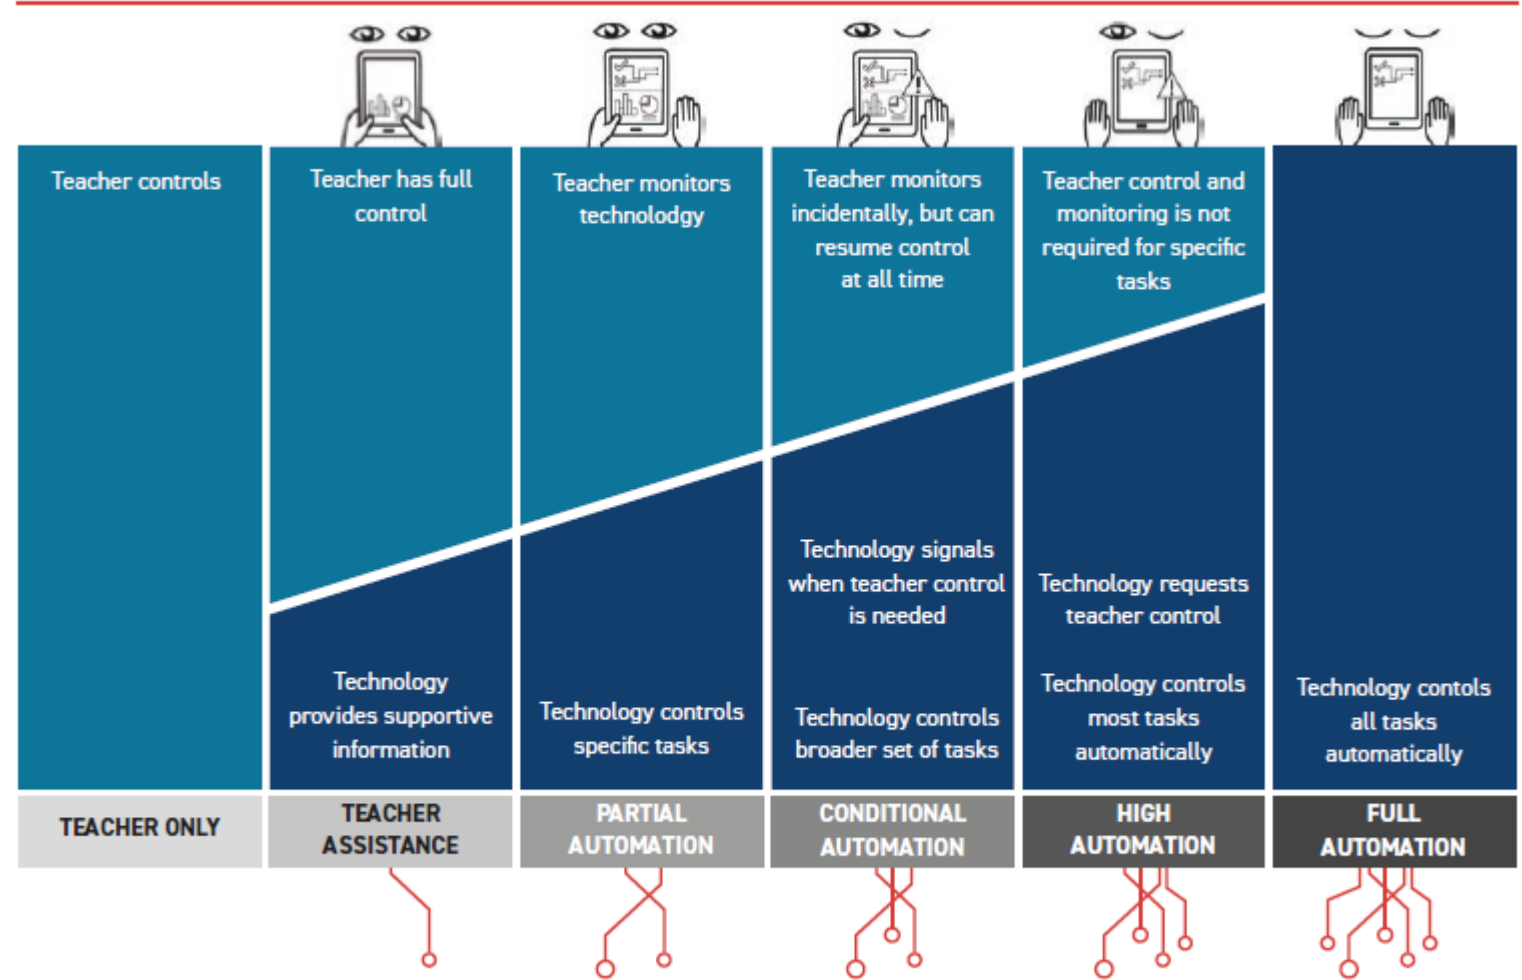 Teacher controls
Teacher has full
control
Teacher monitors
technolodgy
Teacher monitors
incidentally, but can
resume control
at all time
Teacher control and
monitoring is not
required for specific
tasks
Technology
provides supportive
information
Technology controls
specific tasks
Technology signals
when teacher control
is needed
Technology controls
broader set of tasks
Technology requests
teacher control
Technology controls
most tasks
automatically
Technology contols
all tasks
automatically
TEACHER ONLY
TEACHER
ASSISTANCE
PARTIAL
AUTOMATION
CONDITIONAL
AUTOMATION
HIGH
AUTOMATION
FULL
AUTOMATION